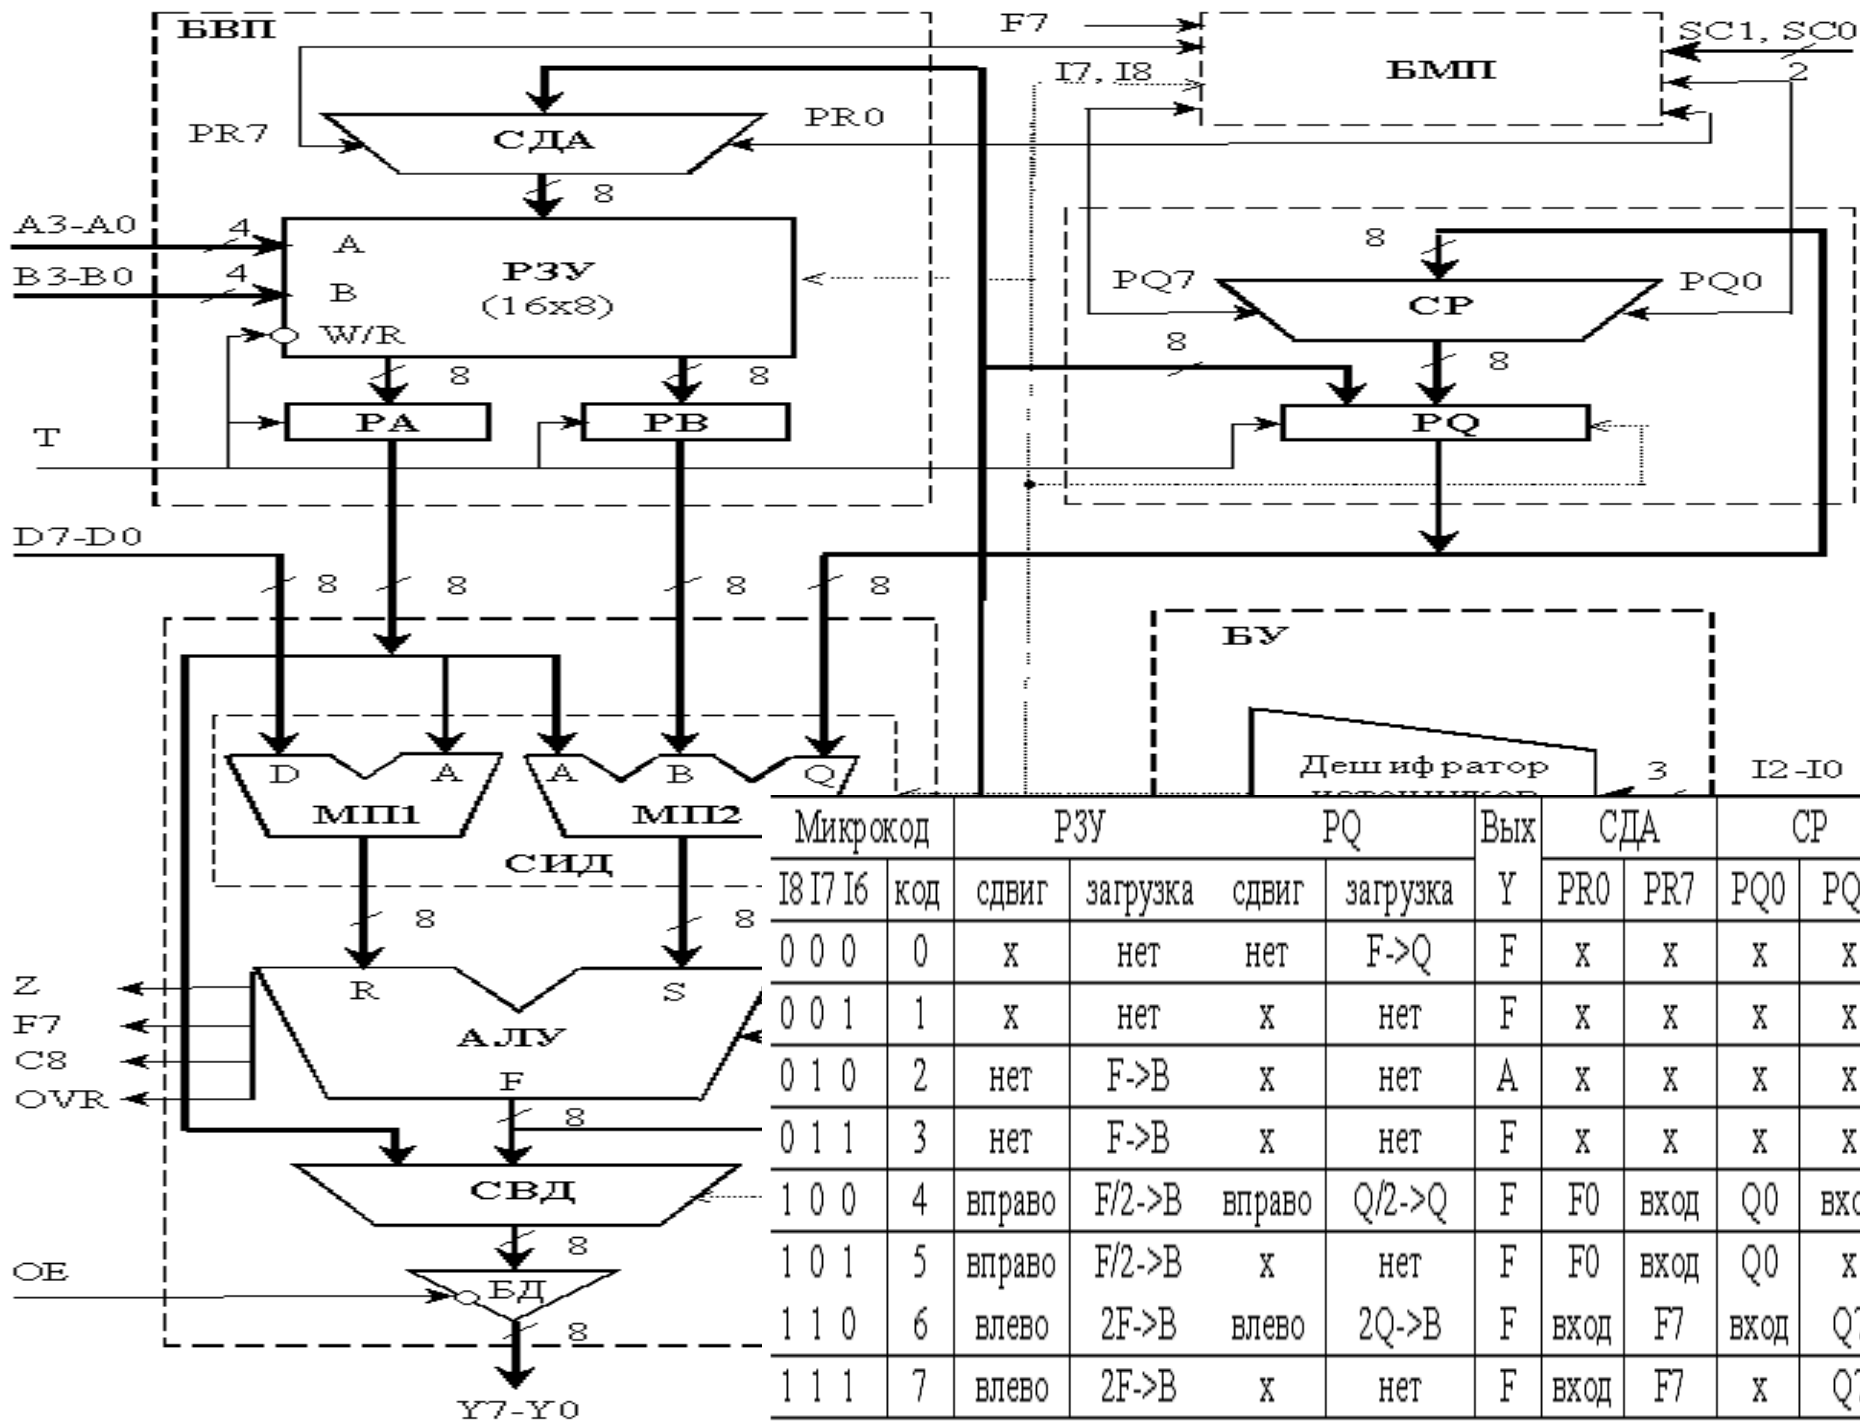 БВП
F7
SC1, SC0
БМП
I7, I8
2
PR7
СДА
PR0
8
A3-A0
4
A
B3-B0
4
B
РЗУ
(16x8)
W/R
8
PQ7
PQ0
СР
8
8
8
8
T
РА
РВ
PQ
D7-D0
8
8
8
8
БУ
D
A
A
B
Q
МП1
МП2
СИД
Дешифратор
3
I2-I0
8
8
Z
F7
C8
OVR
R
S
АЛУ
F
8
СВД
8
OE
БД
8
Y7-Y0
Микрокод РЗУ PQ Вых СДА СР
I8 I7 I6 код сдвиг загрузка сдвиг загрузка Y PR0 PR7 PQ0 PQ
0 0 0 0 x нет нет F->Q F x x x x
0 0 1 1 x нет x нет F x x x x
0 1 0 2 нет F->B x нет A x x x x
0 1 1 3 нет F->B x нет F x x x x
1 0 0 4 вправо F/2->B вправо Q/2->Q F F0 вход Q0 вхо
1 0 1 5 вправо F/2->B x нет F F0 вход Q0 x
1 1 0 6 влево 2F->B влево 2Q->B F вход F7 вход Q
1 1 1 7 влево 2F->B x нет F вход F7 x Q